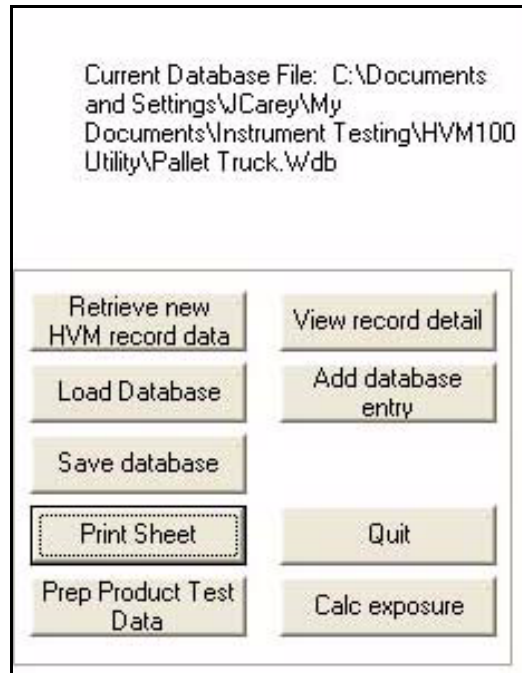 Current Database File:  C:\Documents
and Settings\JCarey\My
Documents\Instrument Testing\HVM100
Utility\Pallet Truck.Wdb
Retrieve new
HVM record data
View record detail
Load Database
Add database
entry
Save database
Print Sheet
Quit
Prep Product Test
Data
Calc exposure